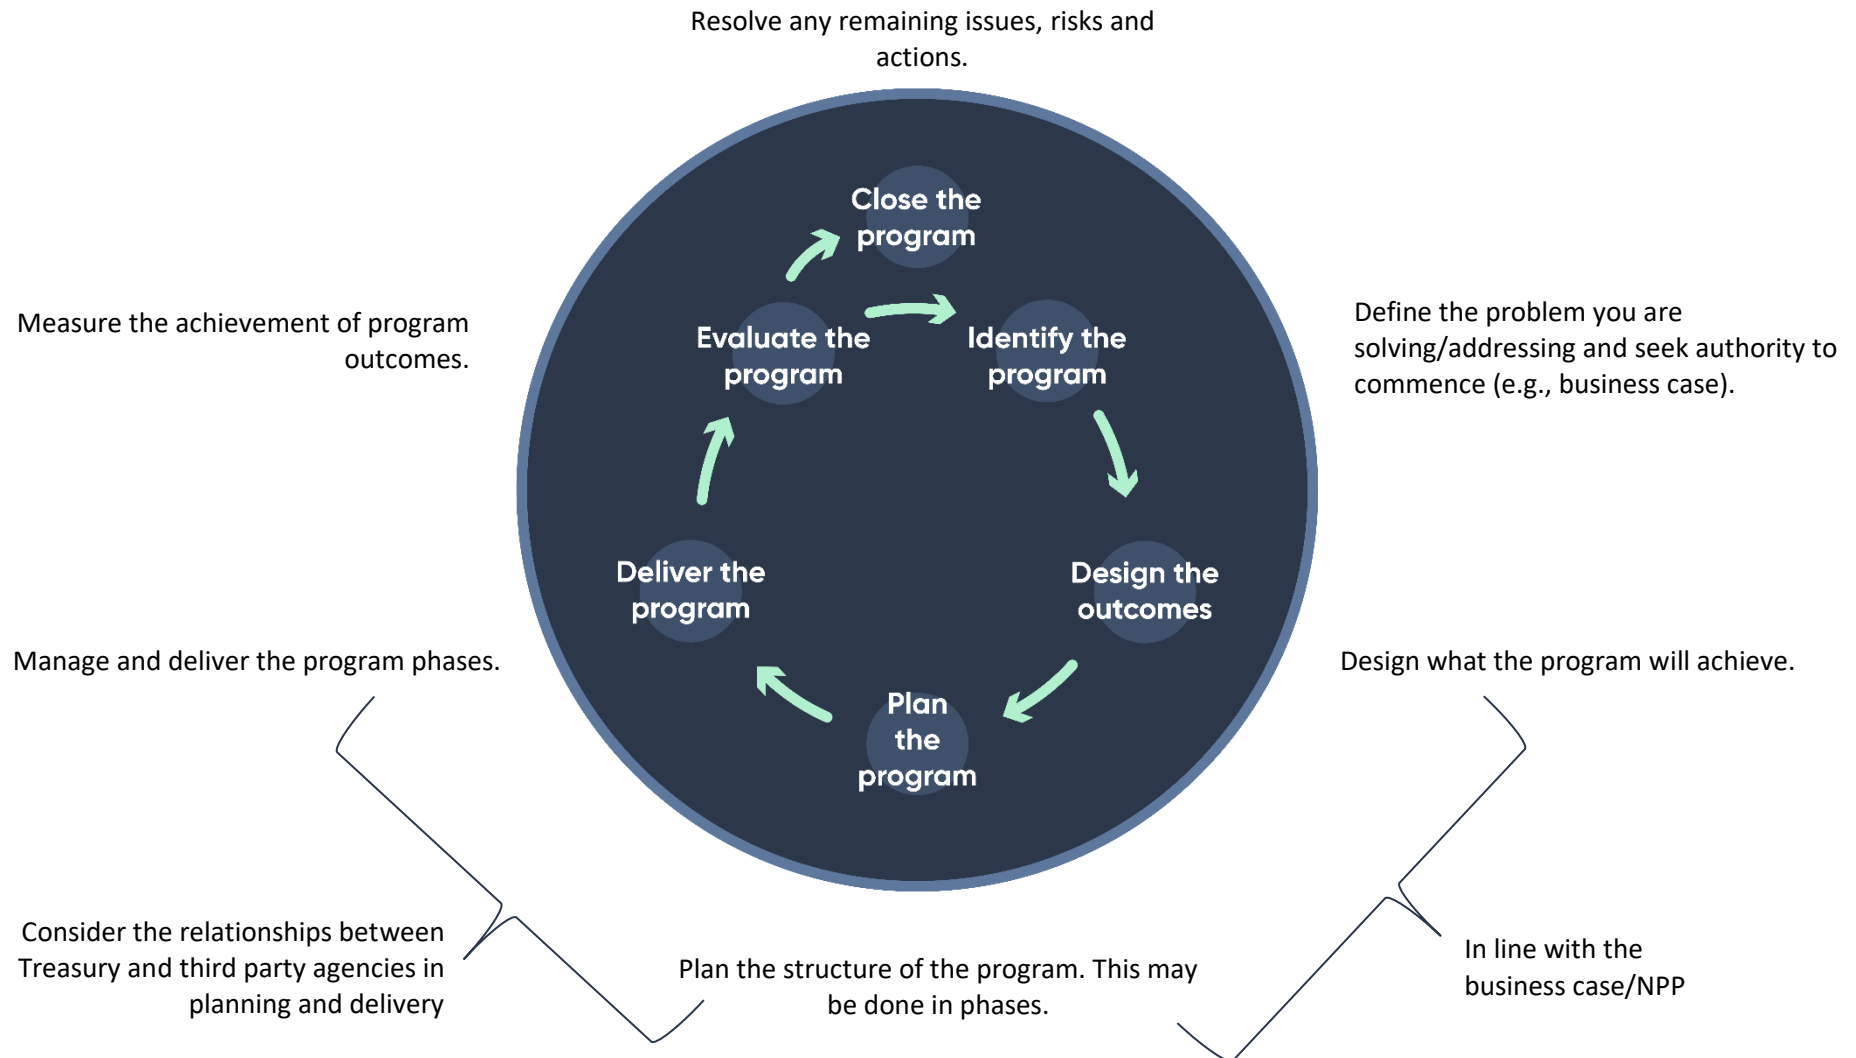 Resolve any remaining issues, risks and
actions.
Close the
program
Measure the achievement of program
outcomes.
Evaluate the
program
Identify the
program
Define the problem you are
solving/addressing and seek authority to
commence (e.g., business case).
Deliver the
program
Design the
outcomes
Manage and deliver the program phases.
Design what the program will achieve.
Plan
the
program
Consider the relationships between
Treasury and third party agencies in
planning and delivery
Plan the structure of the program. This may
be done in phases.
In line with the
business case/NPP